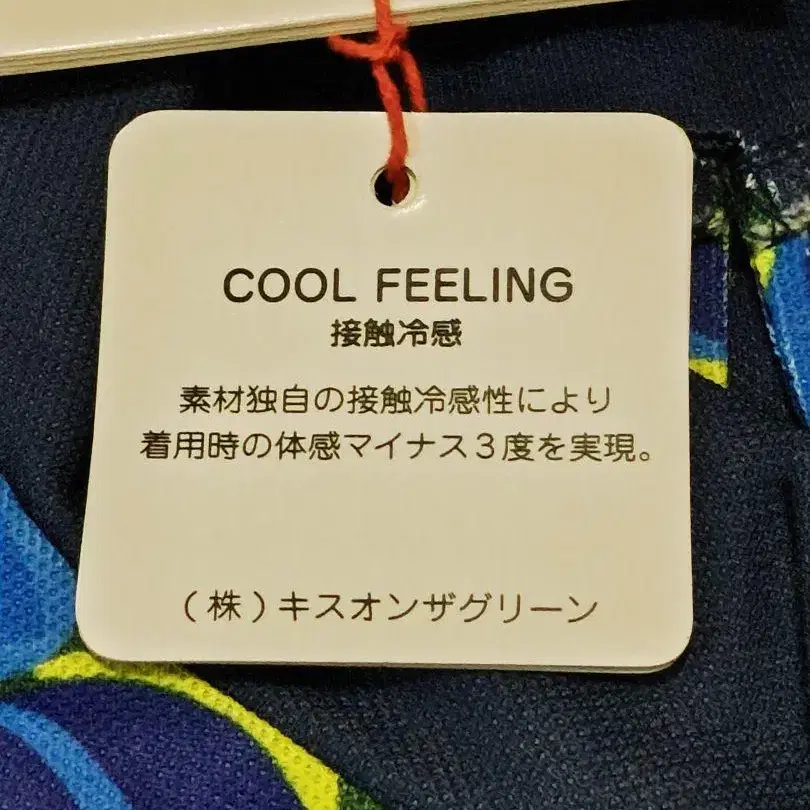 COOL FEELING
接触冷感
素材独自の接触冷感性により
着用時の体感マイナス3度を実現。
(株)キスオンザグリーン